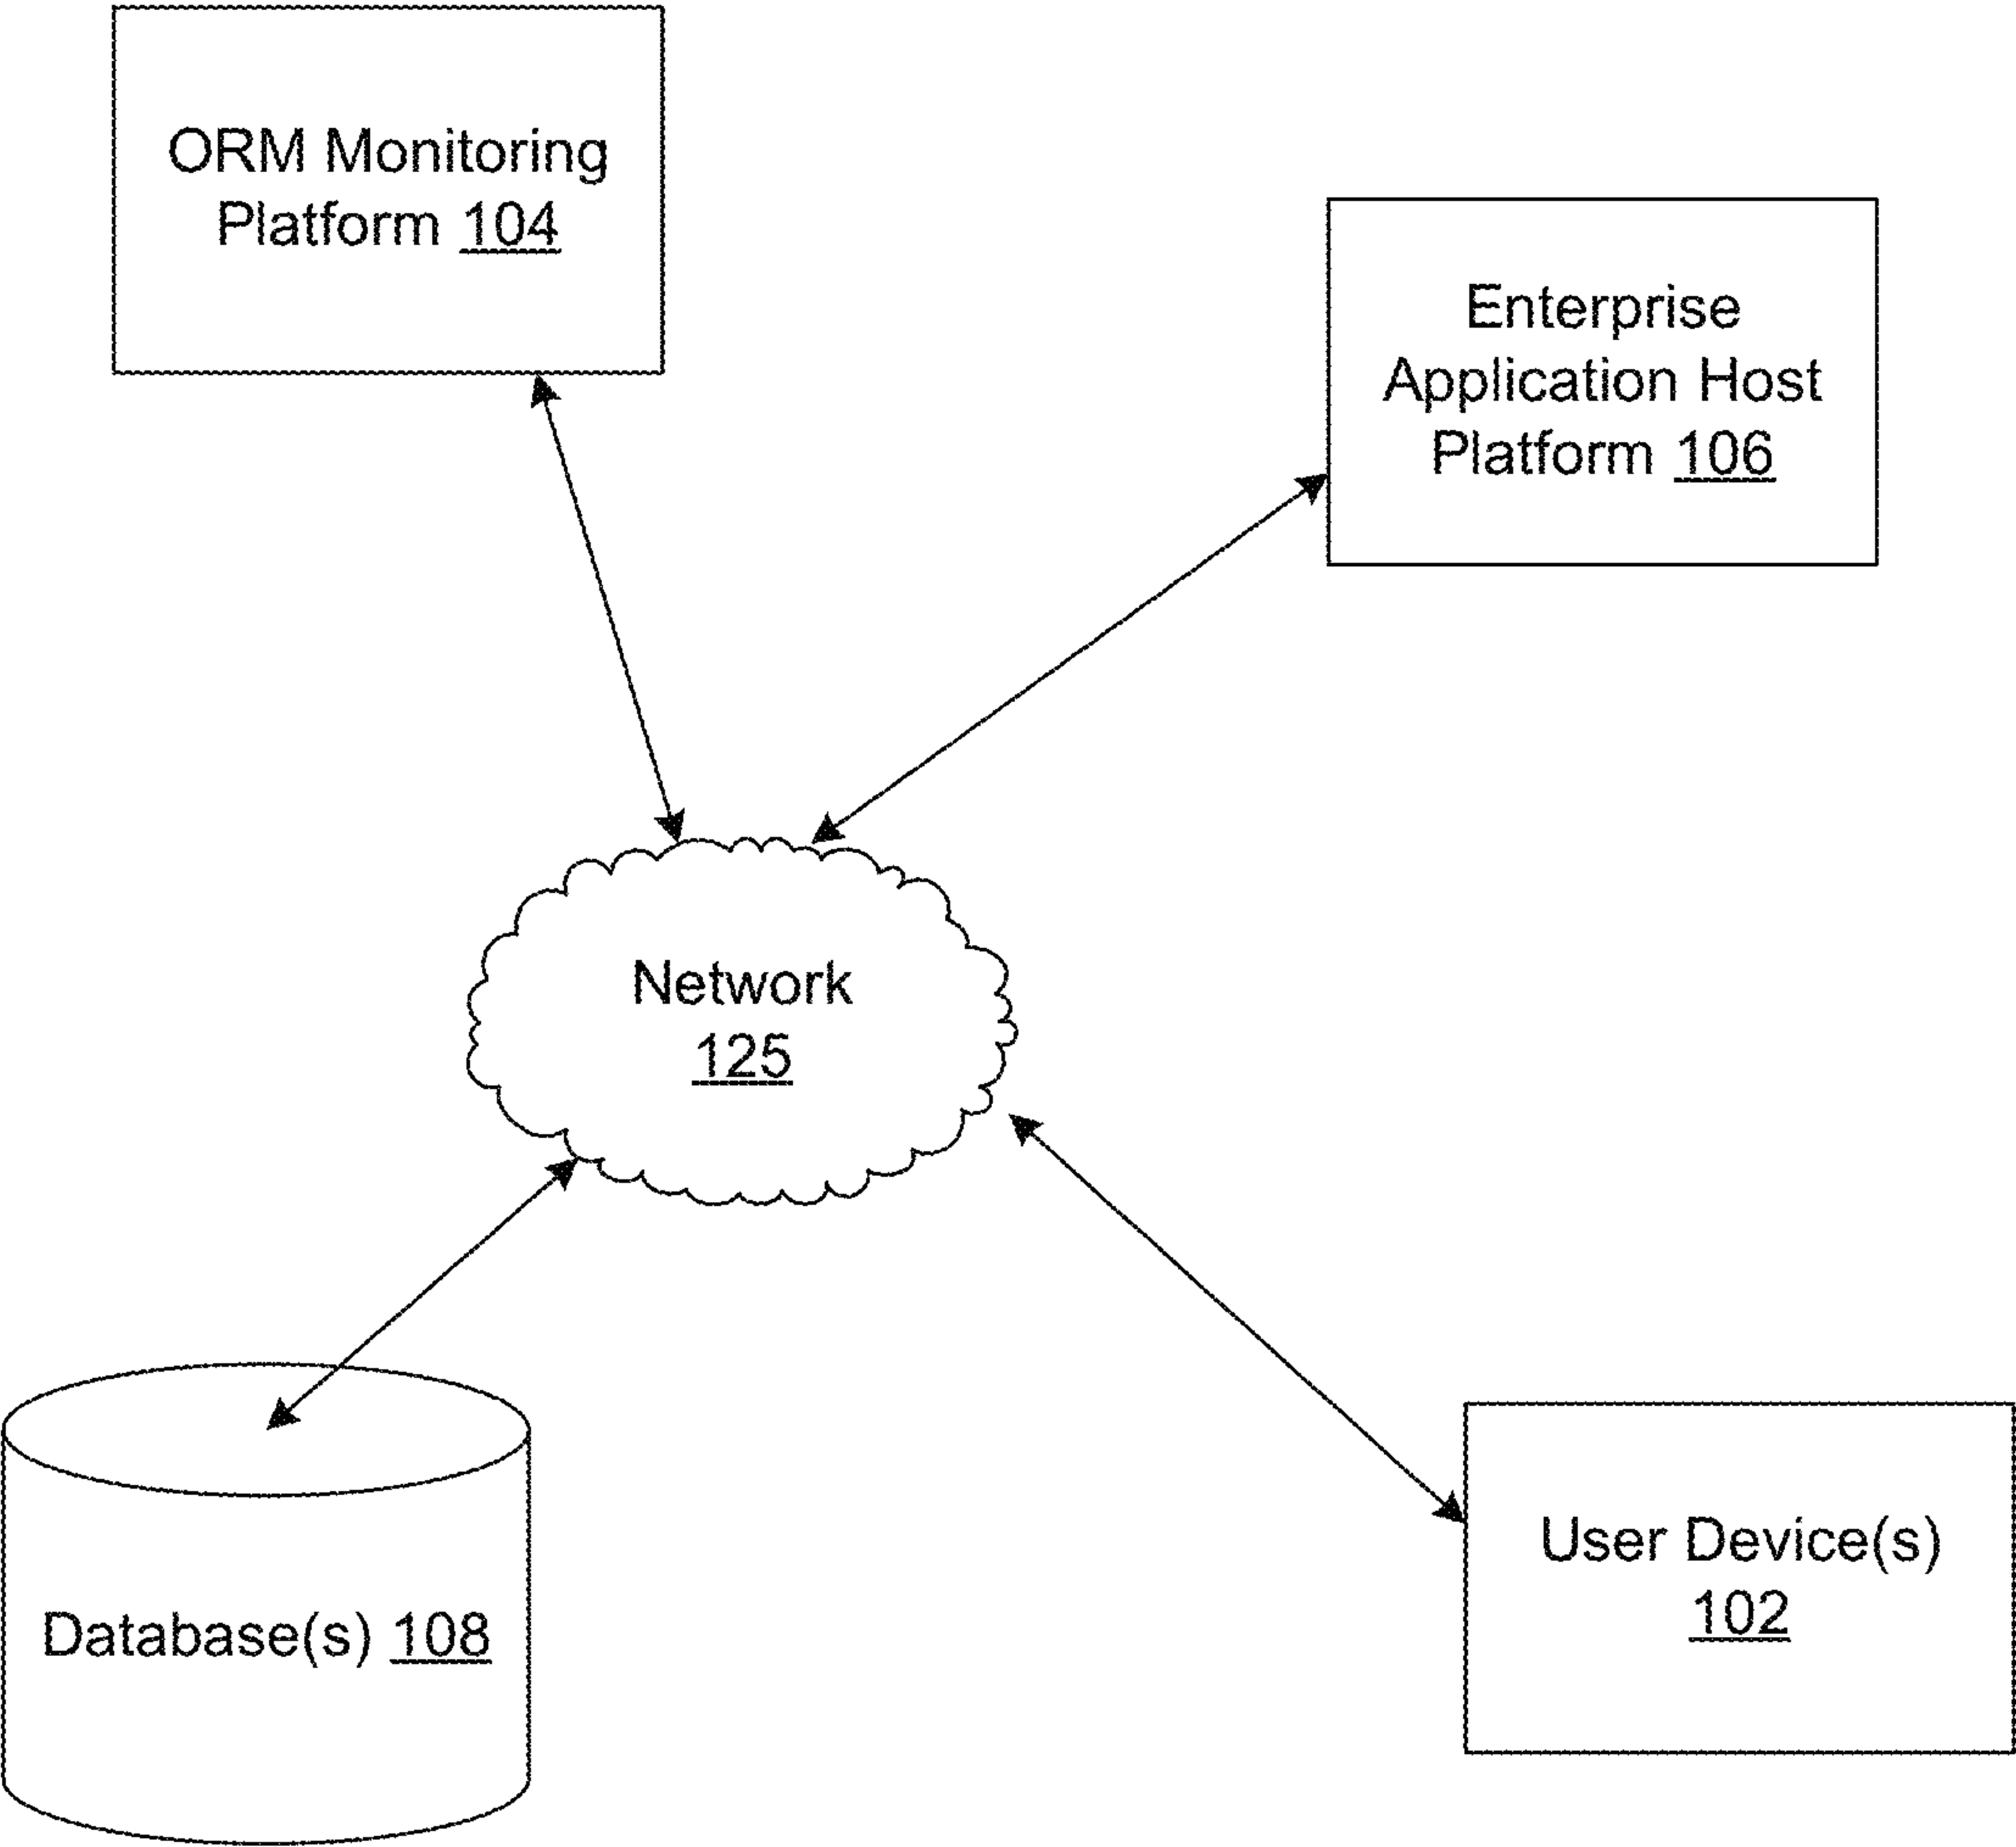 ORM Monitoring
Platform 104
Enterprise
Application Host
Platform 106
Network
125
Database(s) 108
User Device(s)
102